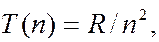 T(n) = R/n²,